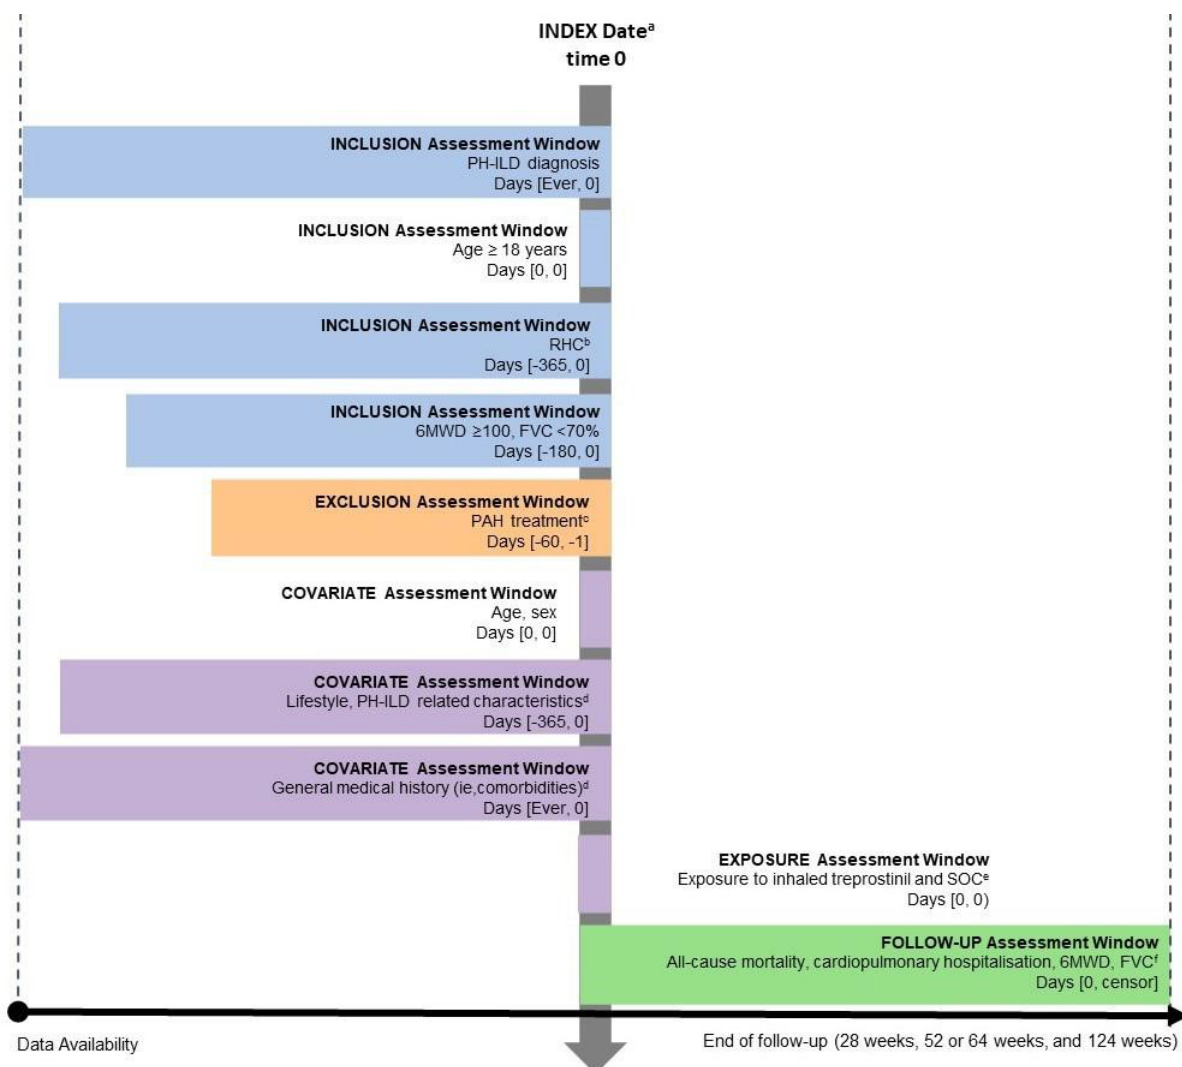 INDEX Dateᵃ
time 0
INCLUSION Assessment Window
PH-ILD diagnosis
Days [Ever, 0]
INCLUSION Assessment Window
Age ≥ 18 years
Days [0, 0]
INCLUSION Assessment Window
RHCᵇ
Days [-365, 0]
INCLUSION Assessment Window
6MWD ≥100, FVC <70%
Days [-180, 0]
EXCLUSION Assessment Window
PAH treatmentᶜ
Days [-60, -1]
COVARIATE Assessment Window
Age, sex
Days [0, 0]
COVARIATE Assessment Window
Lifestyle, PH-ILD related characteristicsᵈ
Days [-365, 0]
COVARIATE Assessment Window
General medical history (ie,comorbidities)ᵈ
Days [Ever, 0]
EXPOSURE Assessment Window
Exposure to inhaled treprostinil and SOCᵉ
Days [0, 0)
FOLLOW-UP Assessment Window
All-cause mortality, cardiopulmonary hospitalisation, 6MWD, FVCᶠ
Days [0, censor]
Data Availability
End of follow-up (28 weeks, 52 or 64 weeks, and 124 weeks)